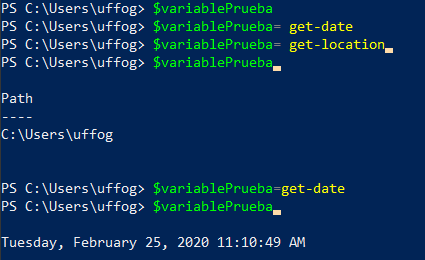 PS C:\Users\uffog> $variablePrueba
PS C:\Users\uffog> $variablePrueba= get-date
PS C:\Users\uffog> $variablePrueba= get-location
PS C:\Users\uffog> $variablePrueba
Path
----
C:\Users\uffog
PS C:\Users\uffog> $variablePrueba=get-date
PS C:\Users\uffog> $variablePrueba
Tuesday, February 25, 2020 11:10:49 AM